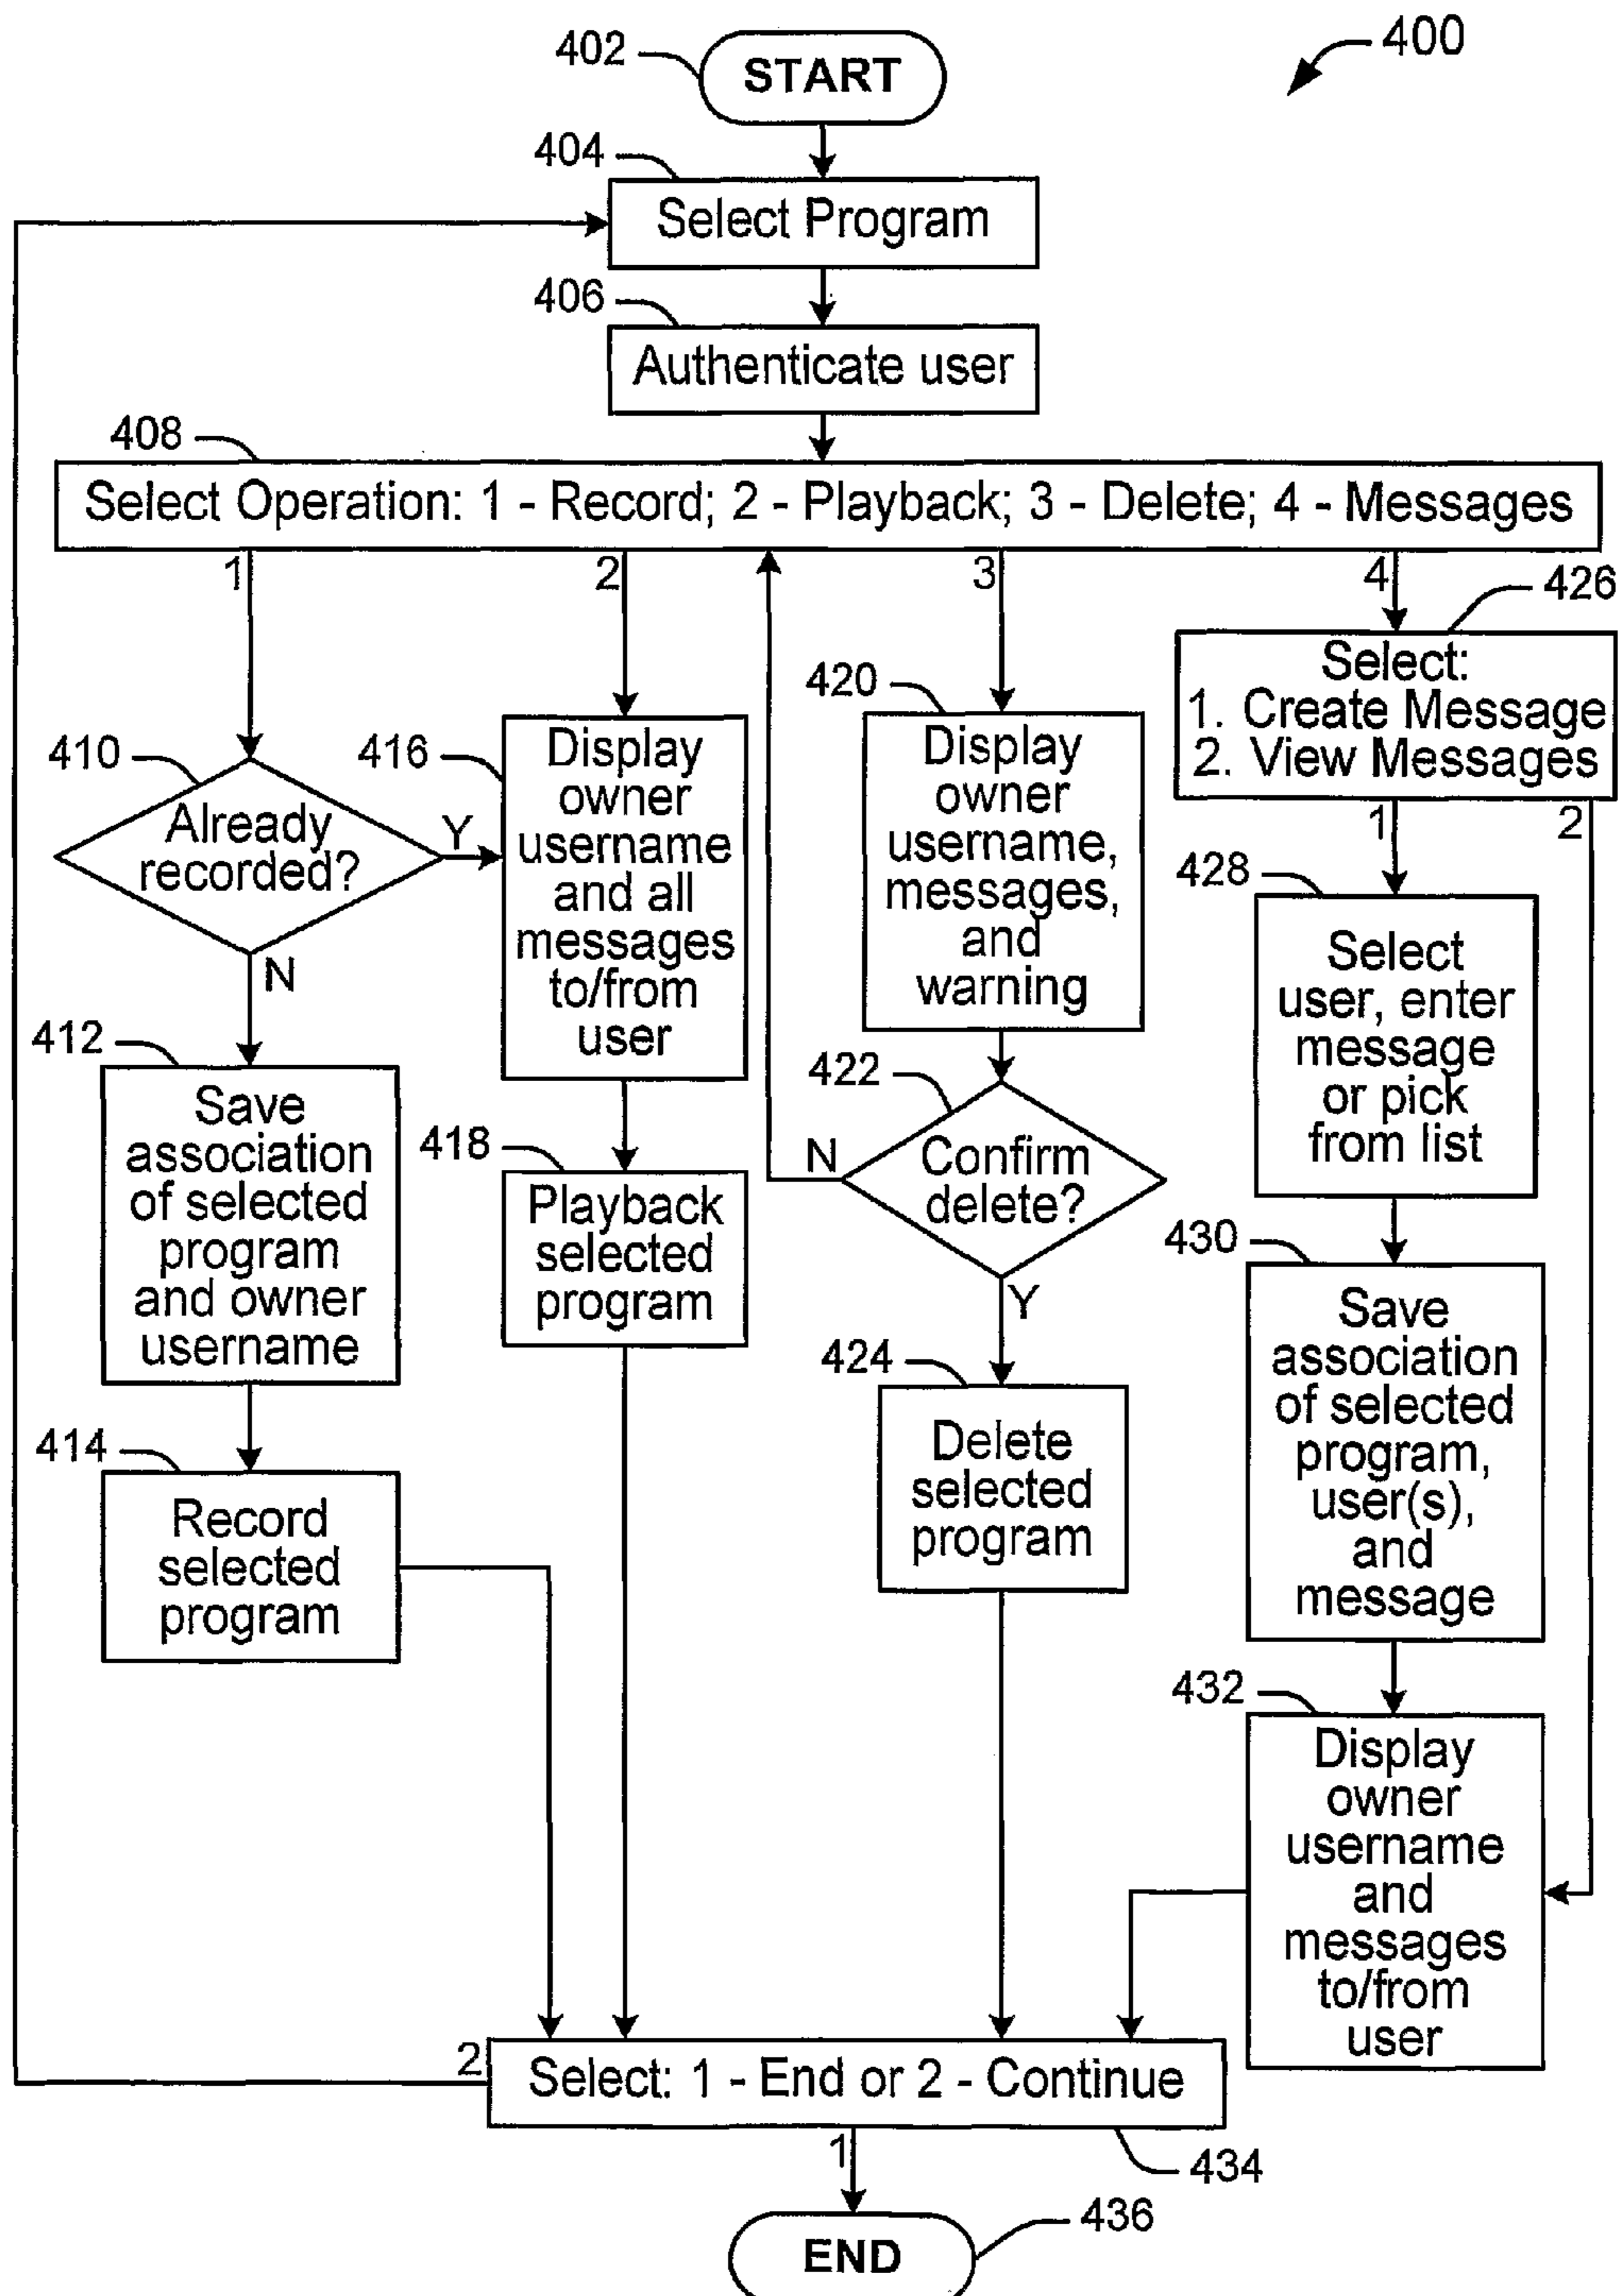 400
402
START
404
Select Program
406
Authenticate user
408
Select Operation: 1 - Record; 2 - Playback; 3 - Delete; 4 - Messages
1
2
3
4
410
Already
recorded?
Y
N
412
Save
association
of selected
program
and owner
username
414
Record
selected
program
416
Display
owner
username
and all
messages
to/from
user
418
Playback
selected
program
420
Display
owner
username,
messages,
and
warning
422
Confirm
delete?
N
Y
424
Delete
selected
program
426
Select:
1. Create Message
2. View Messages
1
2
428
Select
user, enter
message
or pick
from list
430
Save
association
of selected
program,
user(s),
and
message
432
Display
owner
username
and
messages
to/from
user
2
Select: 1 - End or 2 - Continue
1
434
END
436